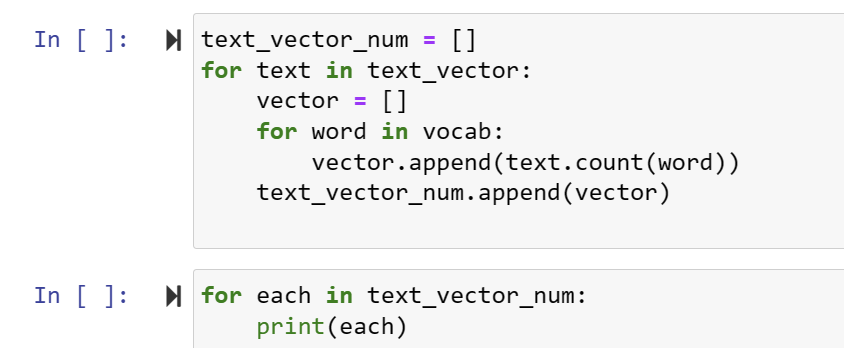 In [ ]: text_vector_num = []
for text in text_vector:
    vector = []
    for word in vocab:
        vector.append(text.count(word))
    text_vector_num.append(vector)
In [ ]: for each in text_vector_num:
    print(each)